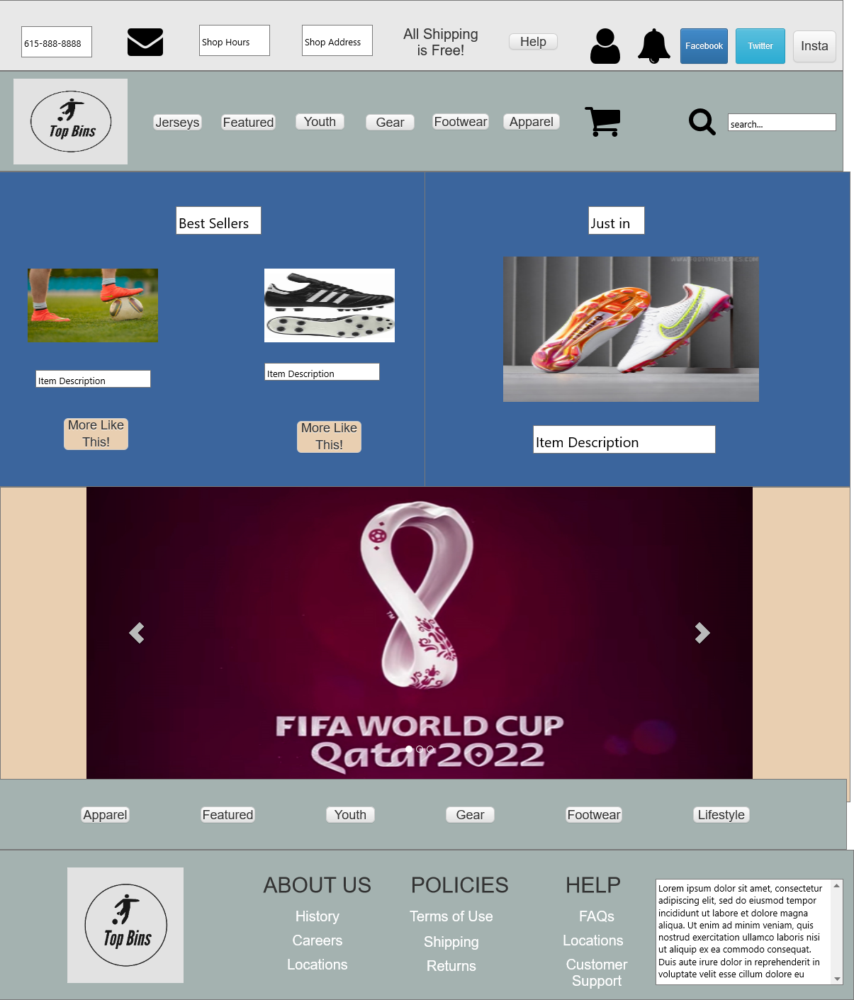 615-888-8888
Shop Hours
Shop Address
All Shipping
is Free!
Help
Facebook
Twitter
Insta
Top Bins
Jerseys
Featured
Youth
Gear
Footwear
Apparel
search...
Best Sellers
Just in
WWW.FOOTYHEADLINES.COM
Item Description
Item Description
More Like
This!
More Like
This!
Item Description
TM
FIFA WORLD CUP
Qatar2022
Apparel
Featured
Youth
Gear
Footwear
Lifestyle
Top Bins
ABOUT US
History
Careers
Locations
POLICIES
Terms of Use
Shipping
Returns
HELP
FAQs
Locations
Customer
Support
Lorem ipsum dolor sit amet, consectetur
adipiscing elit, sed do eiusmod tempor
incididunt ut labore et dolore magna
aliqua. Ut enim ad minim veniam, quis
nostrud exercitation ullamco laboris nisi
ut aliquip ex ea commodo consequat.
Duis aute irure dolor in reprehenderit in
voluptate velit esse cillum dolore eu